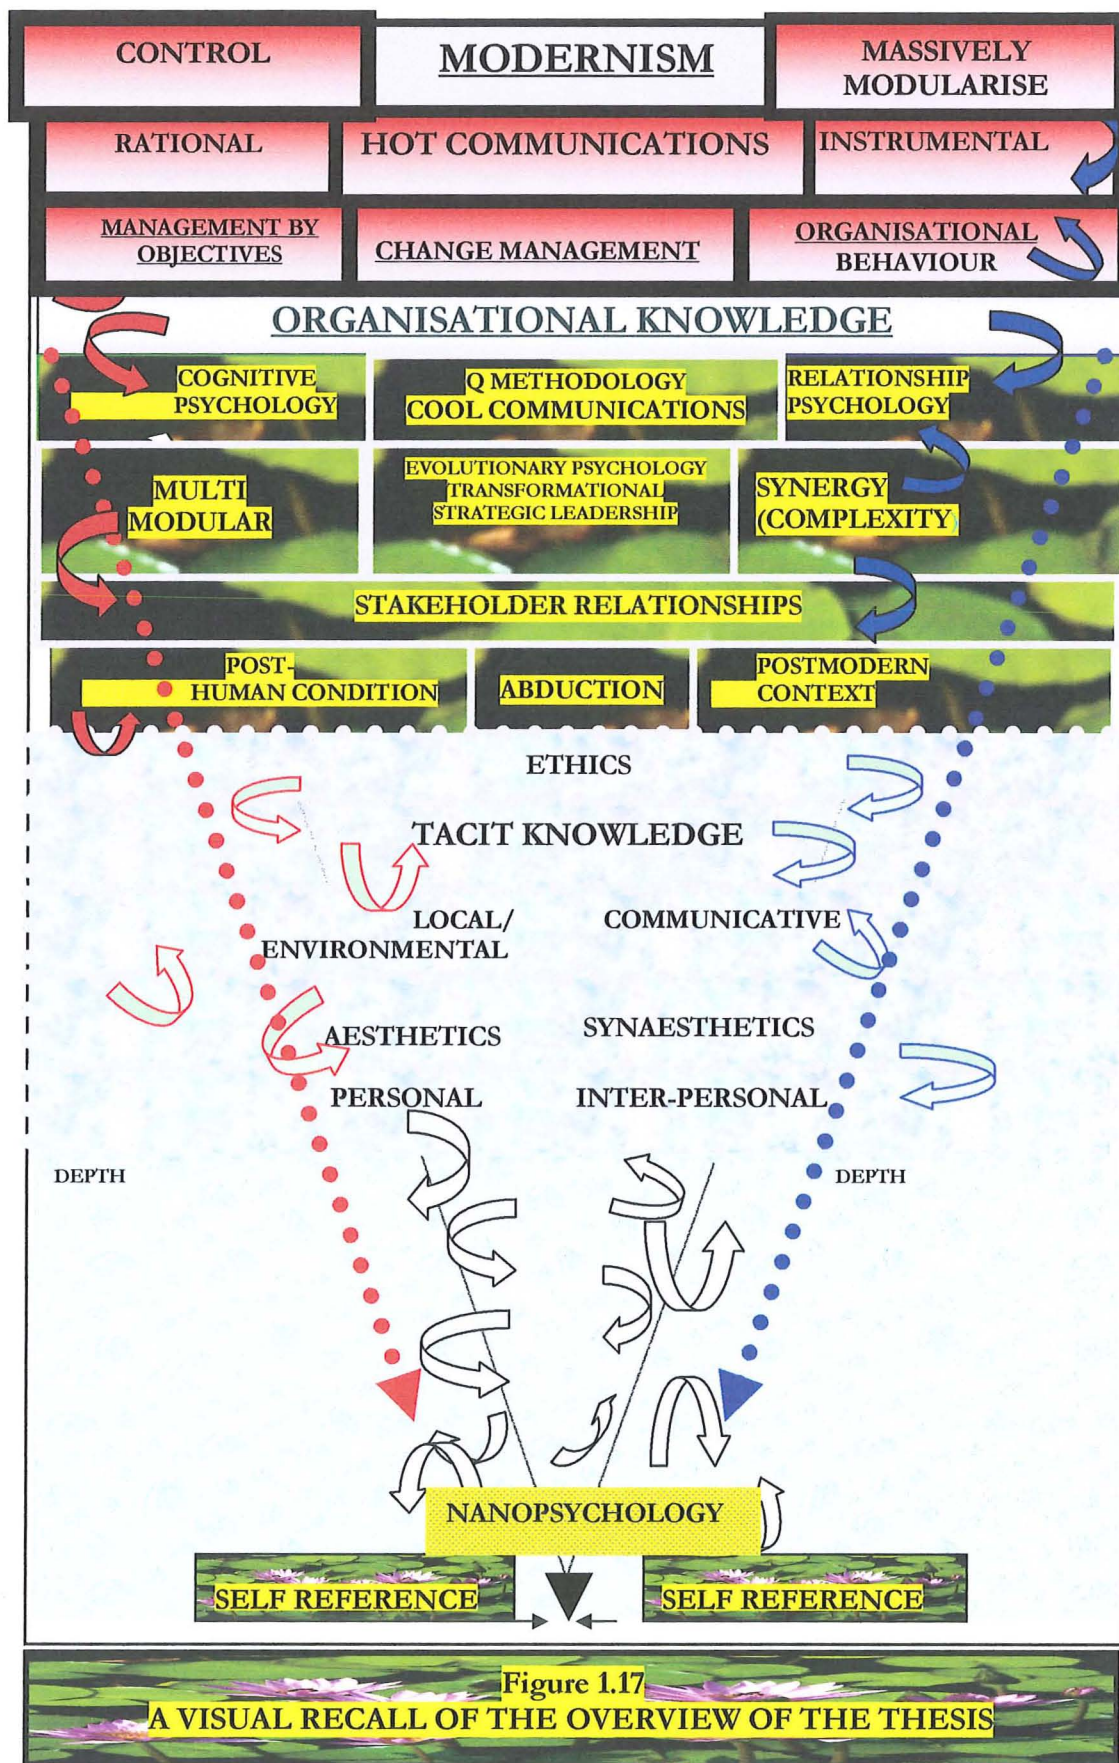 CONTROL
MODERNISM
MASSIVELY
MODULARISE
RATIONAL
HOT COMMUNICATIONS
INSTRUMENTAL
MANAGEMENT BY
OBJECTIVES
CHANGE MANAGEMENT
ORGANISATIONAL
BEHAVIOUR
ORGANISATIONAL KNOWLEDGE
COGNITIVE
PSYCHOLOGY
Q METHODOLOGY
COOL COMMUNICATIONS
RELATIONSHIP
PSYCHOLOGY
MULTI
MODULAR
EVOLUTIONARY PSYCHOLOGY
TRANSFORMATIONAL
STRATEGIC LEADERSHIP
SYNERGY
(COMPLEXITY)
STAKEHOLDER RELATIONSHIPS
POST-
HUMAN CONDITION
ABDUCTION
POSTMODERN
CONTEXT
ETHICS
TACIT KNOWLEDGE
LOCAL/
ENVIRONMENTAL
COMMUNICATIVE
AESTHETICS
SYNAESTHETICS
PERSONAL
INTER-PERSONAL
DEPTH
DEPTH
NANOPSYCHOLOGY
SELF REFERENCE
SELF REFERENCE
Figure 1.17
A VISUAL RECALL OF THE OVERVIEW OF THE THESIS